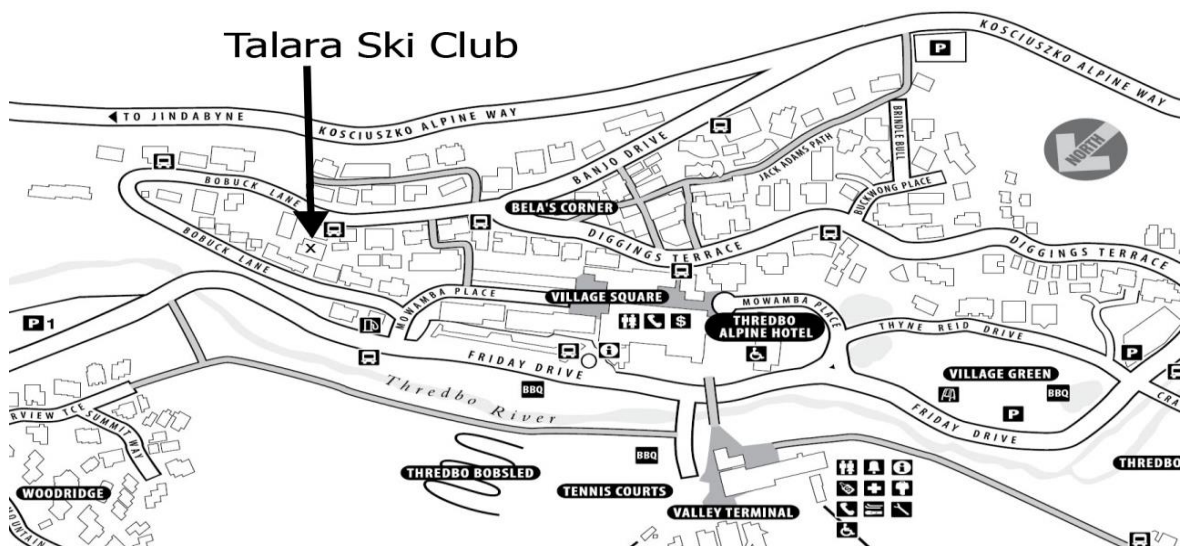 Talara Ski Club
P
KOSCIUSZKO ALPINE WAY
TO JINDABYNE
KOSCIUSZKO ALPINE WAY
BANJO DRIVE
JACK ADAMS PATH
BRINDLE BULL
NORTH
BOBUCK LANE
BELA'S CORNER
BUCKWONG PLACE
DIGGINGS TERRACE
DIGGINGS TERRACE
BOBUCK LANE
MOWAMBA PLACE
VILLAGE SQUARE
$
MOWAMBA PLACE
THREDBO
ALPINE HOTEL
P 1
THYNE REID DRIVE
P
FRIDAY DRIVE
i
VILLAGE GREEN
BBQ
P
BBQ
Thredbo River
FRIDAY DRIVE
CRA
RVIEW TCE
SUMMIT WAY
BBQ
THREDBO BOBSLED
TENNIS COURTS
VALLEY TERMINAL
i
THREDBO
WOODRIDGE
MOUNTAIN